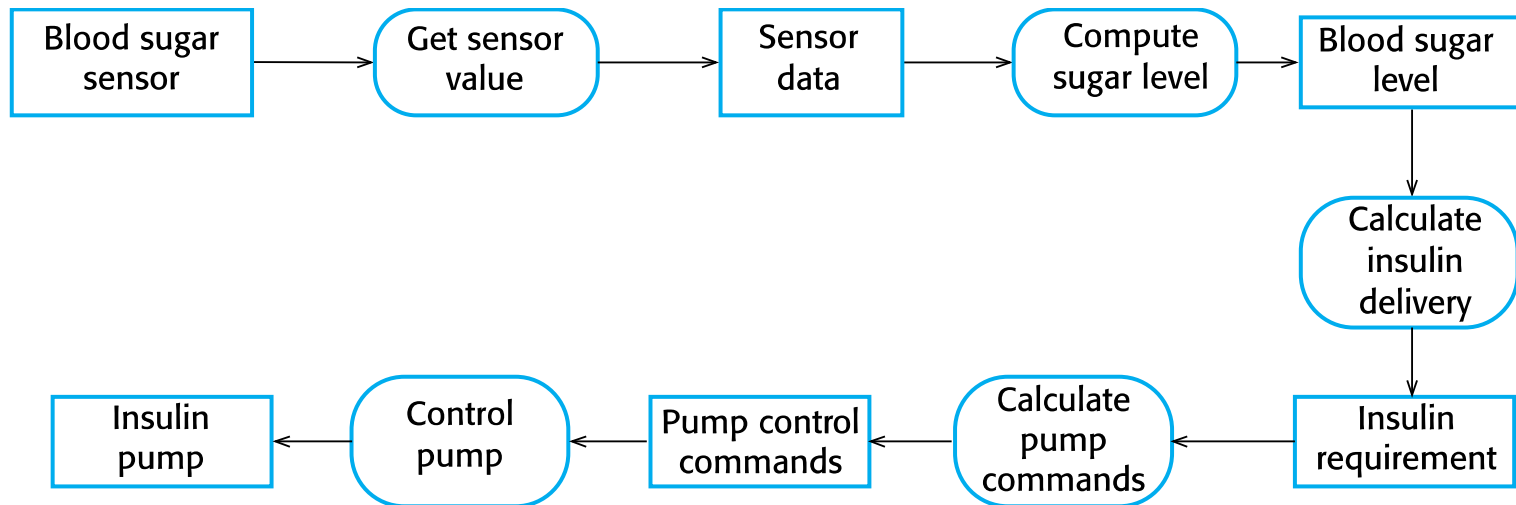 Blood sugar
sensor
Get sensor
value
Sensor
data
Compute
sugar level
Blood sugar
level
Calculate
insulin
delivery
Insulin
requirement
Calculate
pump
commands
Pump control
commands
Control
pump
Insulin
pump